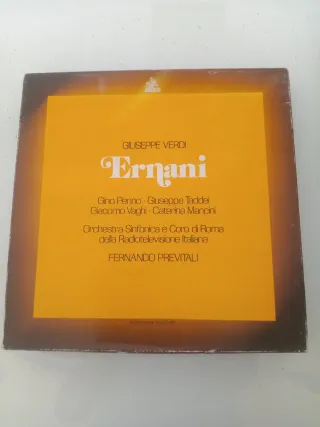 GIUSEPPE VERDI
Ernani
Gino Penno · Giuseppe Taddei
Giacomo Vaghi · Caterina Mancini
Orchestra Sinfonica e Coro di Roma
della Radiotelevisione Italiana
FERNANDO PREVITALI